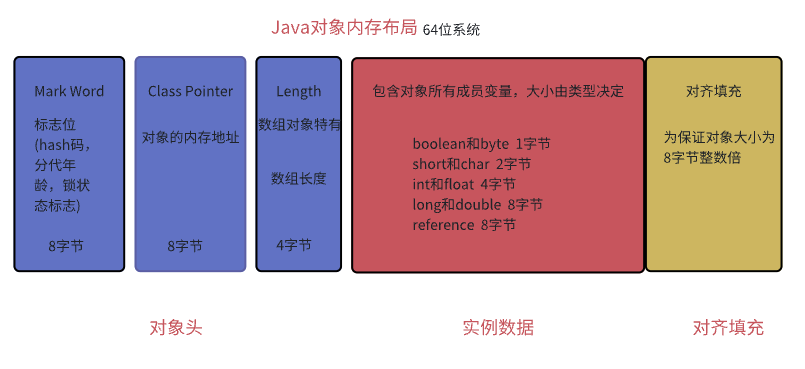 Java对象内存布局 64位系统
Mark Word
标志位
(hash码，
分代年
龄，锁状
态标志)
8字节
Class Pointer
对象的内存地址
8字节
Length
数组对象特有
数组长度
4字节
包含对象所有成员变量，大小由类型决定
boolean和byte 1字节
short和char 2字节
int和float 4字节
long和double 8字节
reference 8字节
对齐填充
为保证对象大小为
8字节整数倍
对象头
实例数据
对齐填充